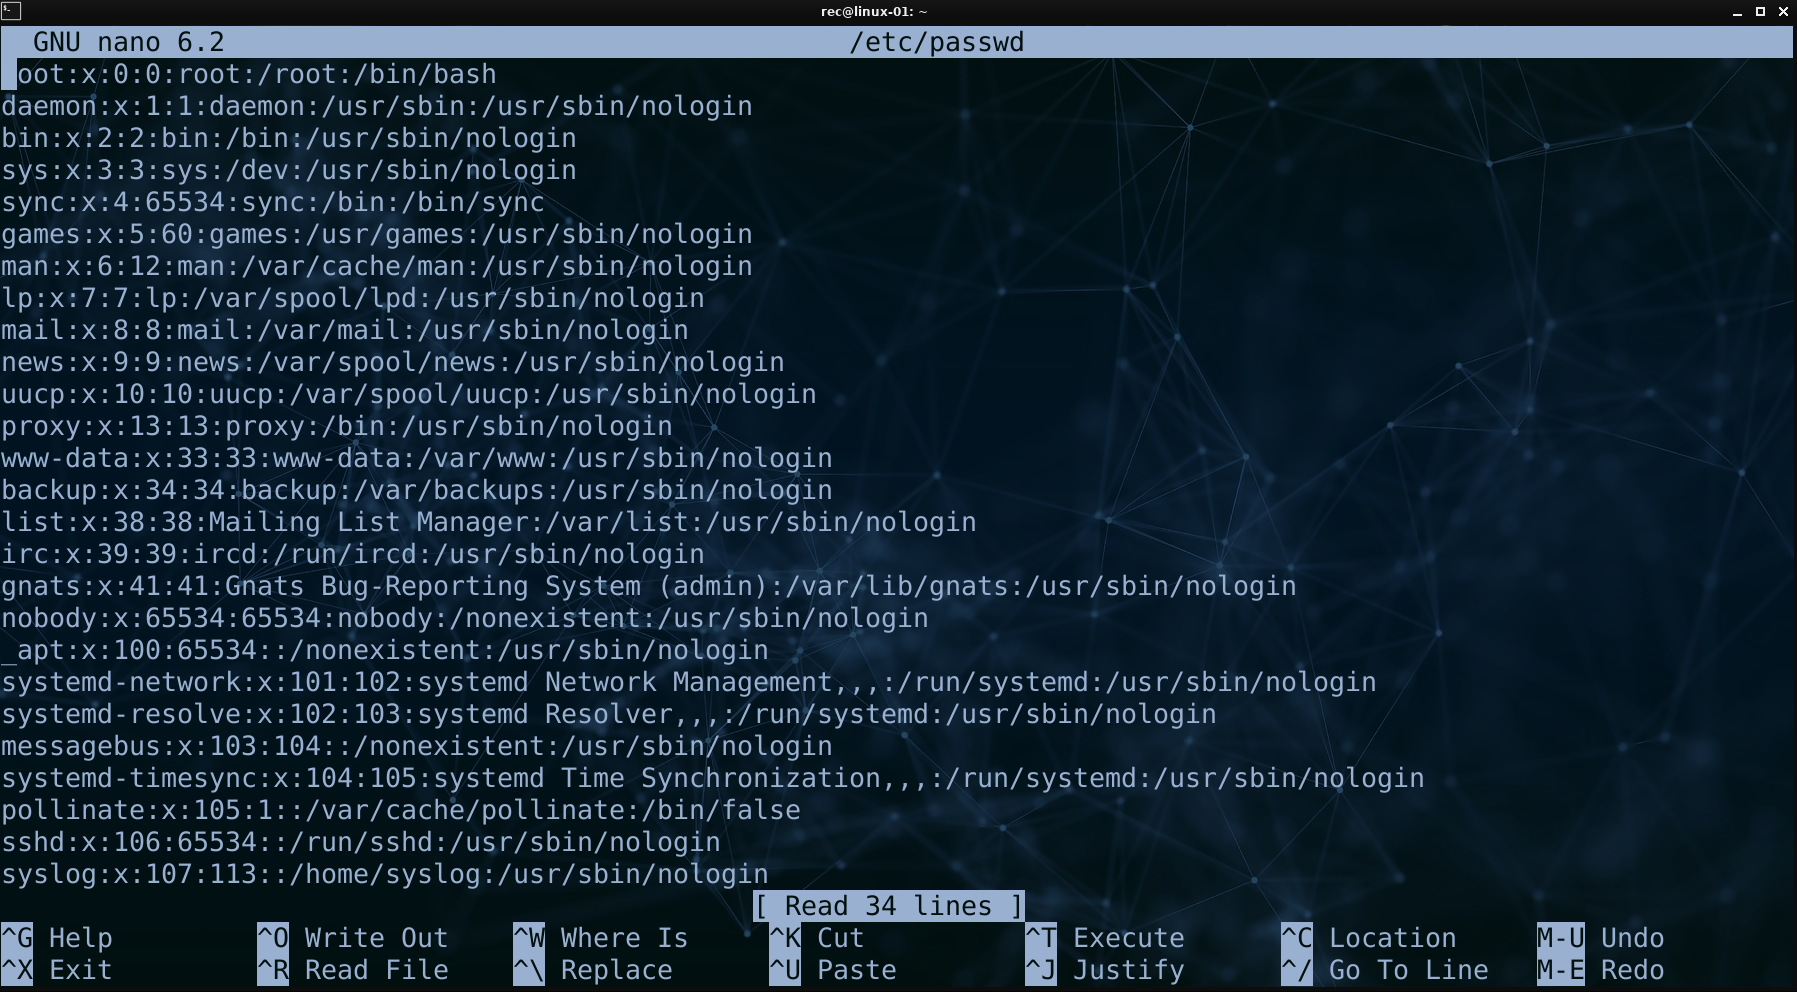 rec@linux-01: ~
GNU nano 6.2 /etc/passwd
oot:x:0:0:root:/root:/bin/bash
daemon:x:1:1:daemon:/usr/sbin:/usr/sbin/nologin
bin:x:2:2:bin:/bin:/usr/sbin/nologin
sys:x:3:3:sys:/dev:/usr/sbin/nologin
sync:x:4:65534:sync:/bin:/bin/sync
games:x:5:60:games:/usr/games:/usr/sbin/nologin
man:x:6:12:man:/var/cache/man:/usr/sbin/nologin
lp:x:7:7:lp:/var/spool/lpd:/usr/sbin/nologin
mail:x:8:8:mail:/var/mail:/usr/sbin/nologin
news:x:9:9:news:/var/spool/news:/usr/sbin/nologin
uucp:x:10:10:uucp:/var/spool/uucp:/usr/sbin/nologin
proxy:x:13:13:proxy:/bin:/usr/sbin/nologin
www-data:x:33:33:www-data:/var/www:/usr/sbin/nologin
backup:x:34:34:backup:/var/backups:/usr/sbin/nologin
list:x:38:38:Mailing List Manager:/var/list:/usr/sbin/nologin
irc:x:39:39:ircd:/run/ircd:/usr/sbin/nologin
gnats:x:41:41:Gnats Bug-Reporting System (admin):/var/lib/gnats:/usr/sbin/nologin
nobody:x:65534:65534:nobody:/nonexistent:/usr/sbin/nologin
_apt:x:100:65534::/nonexistent:/usr/sbin/nologin
systemd-network:x:101:102:systemd Network Management,,,:/run/systemd:/usr/sbin/nologin
systemd-resolve:x:102:103:systemd Resolver,,,:/run/systemd:/usr/sbin/nologin
messagebus:x:103:104::/nonexistent:/usr/sbin/nologin
systemd-timesync:x:104:105:systemd Time Synchronization,,,:/run/systemd:/usr/sbin/nologin
pollinate:x:105:1::/var/cache/pollinate:/bin/false
sshd:x:106:65534::/run/sshd:/usr/sbin/nologin
syslog:x:107:113::/home/syslog:/usr/sbin/nologin
[ Read 34 lines ]
^G Help ^O Write Out ^W Where Is ^K Cut ^T Execute ^C Location M-U Undo
^X Exit ^R Read File ^\ Replace ^U Paste ^J Justify ^/ Go To Line M-E Redo